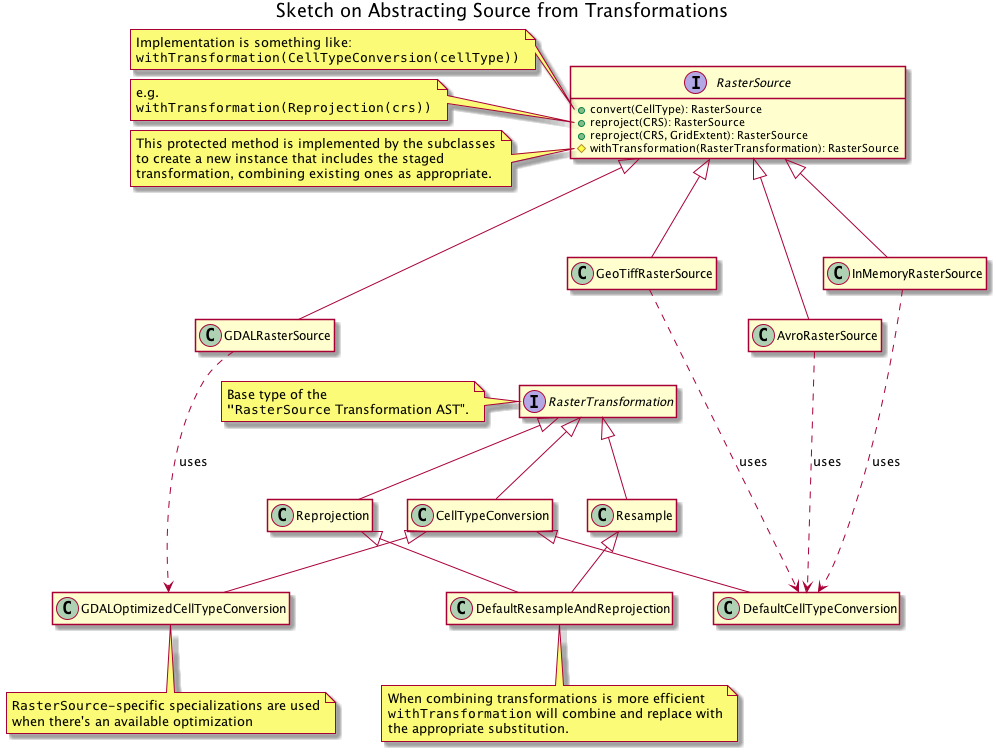 Sketch on Abstracting Source from Transformations
Implementation is something like:
withTransformation(CellTypeConversion(cellType))
e.g.
withTransformation(Reprojection(crs))
This protected method is implemented by the subclasses
to create a new instance that includes the staged
transformation, combining existing ones as appropriate.
I RasterSource
convert(CellType): RasterSource
reproject(CRS): RasterSource
reproject(CRS, GridExtent): RasterSource
withTransformation(RasterTransformation): RasterSource
C GeoTiffRasterSource
C InMemoryRasterSource
C GDALRasterSource
C AvroRasterSource
Base type of the
"RasterSource Transformation AST".
I RasterTransformation
uses
uses
uses
uses
C Reprojection
C CellTypeConversion
C Resample
C GDALOptimizedCellTypeConversion
C DefaultResampleAndReprojection
C DefaultCellTypeConversion
RasterSource-specific specializations are used
when there's an available optimization
When combining transformations is more efficient
withTransformation will combine and replace with
the appropriate substitution.